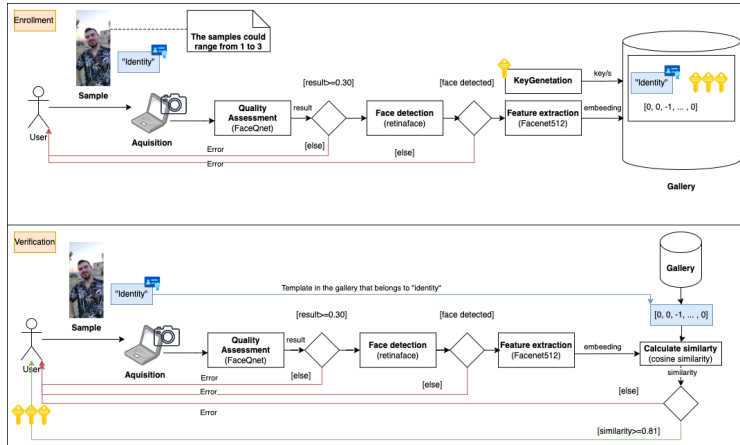 Enrollment
The samples could
range from 1 to 3
"Identity"
Sample
[result>=0.30]
[face detected]
KeyGenetation
key/s
"Identity"
[0, 0, -1, ... , 0]
User
Aquisition
Quality
Assessment
(FaceQnet)
result
Face detection
(retinaface)
Feature extraction
(Facenet512)
embeeding
Error
[else]
Error
[else]
Gallery
Verification
"Identity"
Sample
Template in the gallery that belongs to "identity"
Gallery
[0, 0, -1, ... , 0]
[result>=0.30]
[face detected]
User
Aquisition
Quality
Assessment
(FaceQnet)
result
Face detection
(retinaface)
Feature extraction
(Facenet512)
embeeding
Calculate similarty
(cosine similarity)
similarity
Error
[else]
Error
[else]
[else]
Error
[similarity>=0.81]